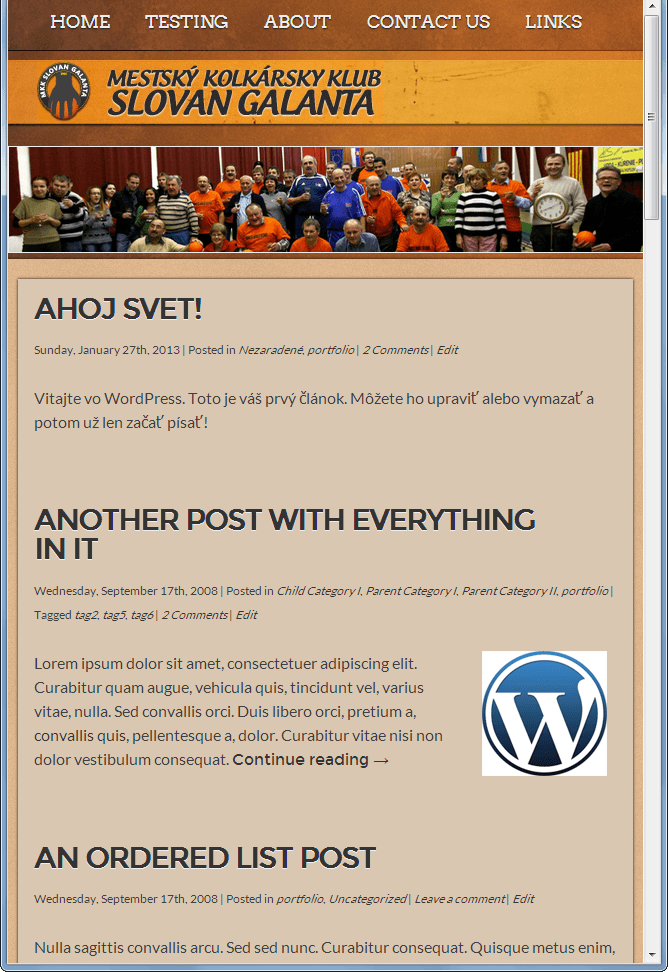 HOME TESTING ABOUT CONTACT US LINKS
MKK SLOVAN GALANTA
MESTSKÝ KOLKÁRSKY KLUB
SLOVAN GALANTA
AHOJ SVET!
Sunday, January 27th, 2013 | Posted in Nezaradené, portfolio | 2 Comments | Edit
Vitajte vo WordPress. Toto je váš prvý článok. Môžete ho upraviť alebo vymazať a
potom už len začať písať!
ANOTHER POST WITH EVERYTHING
IN IT
Wednesday, September 17th, 2008 | Posted in Child Category I, Parent Category I, Parent Category II, portfolio |
Tagged tag2, tag5, tag6 | 2 Comments | Edit
Lorem ipsum dolor sit amet, consectetuer adipiscing elit.
Curabitur quam augue, vehicula quis, tincidunt vel, varius
vitae, nulla. Sed convallis orci. Duis libero orci, pretium a,
convallis quis, pellentesque a, dolor. Curabitur vitae nisi non
dolor vestibulum consequat. Continue reading →
W
AN ORDERED LIST POST
Wednesday, September 17th, 2008 | Posted in portfolio, Uncategorized | Leave a comment | Edit
Nulla sagittis convallis arcu. Sed sed nunc. Curabitur consequat. Quisque metus enim,